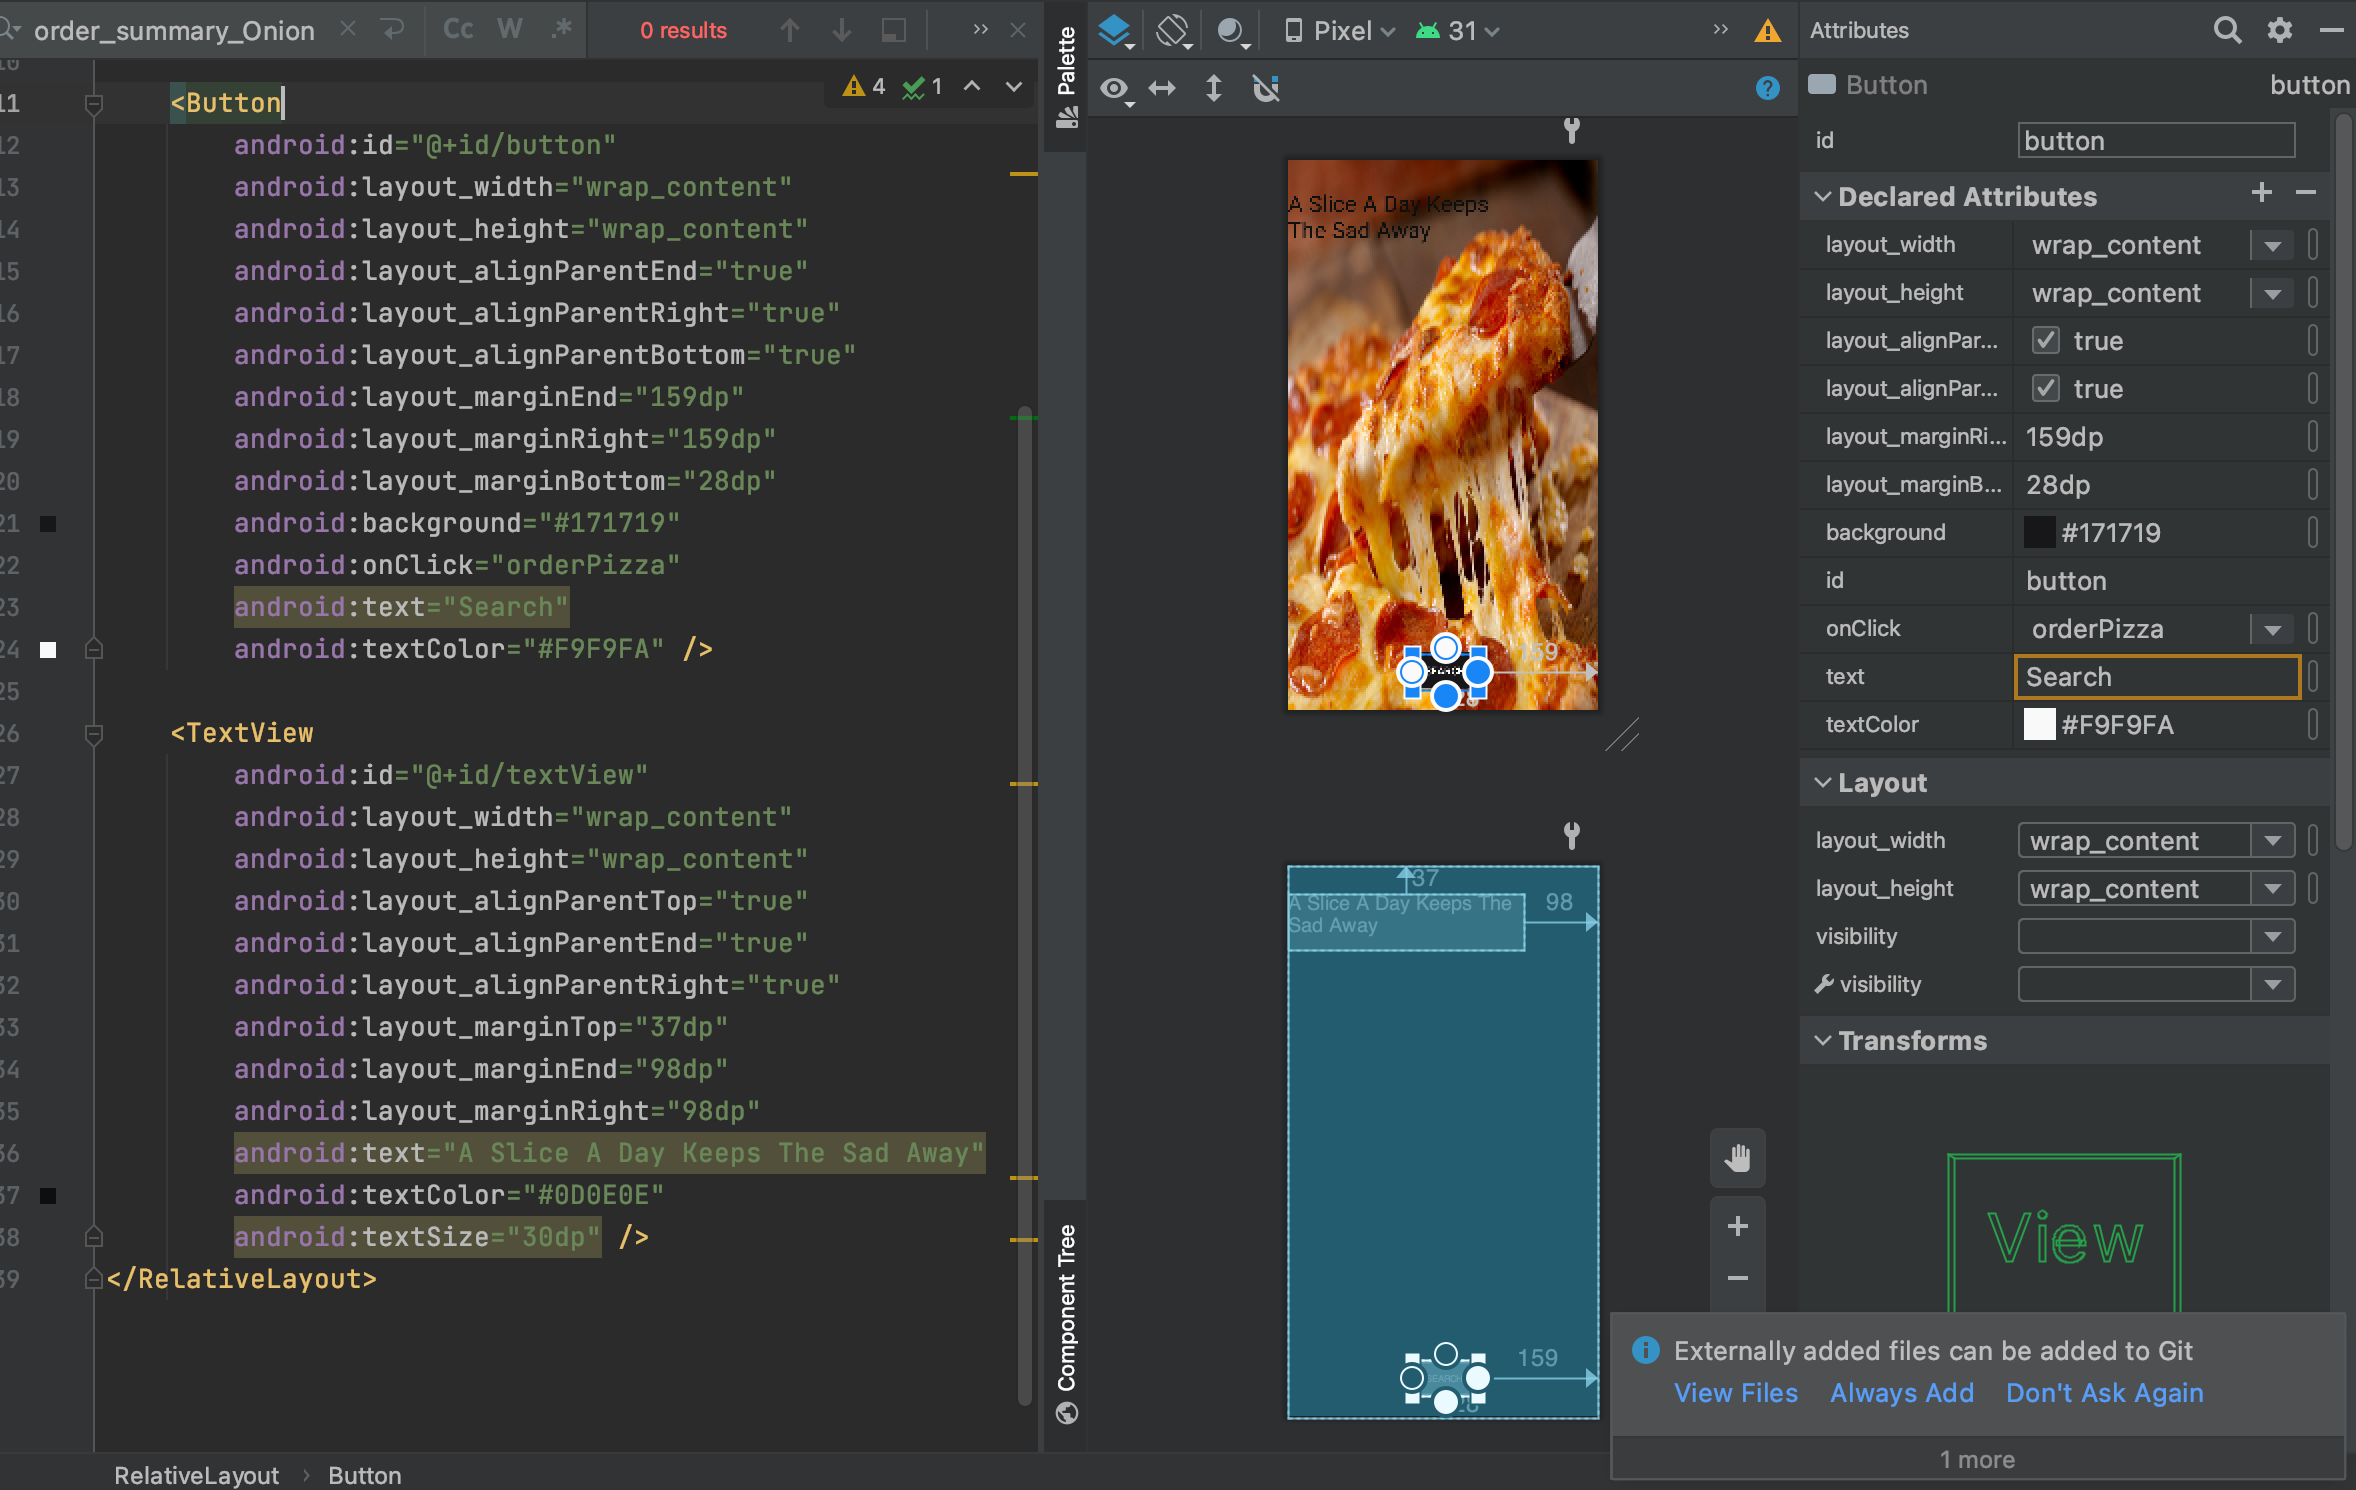 order_summary_Onion
Cc W .*
0 results
4 1
11 <Button
12 android:id="@+id/button"
13 android:layout_width="wrap_content"
14 android:layout_height="wrap_content"
15 android:layout_alignParentEnd="true"
16 android:layout_alignParentRight="true"
17 android:layout_alignParentBottom="true"
18 android:layout_marginEnd="159dp"
19 android:layout_marginRight="159dp"
20 android:layout_marginBottom="28dp"
21 android:background="#171719"
22 android:onClick="orderPizza"
23 android:text="Search"
24 android:textColor="#F9F9FA" />
25
26 <TextView
27 android:id="@+id/textView"
28 android:layout_width="wrap_content"
29 android:layout_height="wrap_content"
30 android:layout_alignParentTop="true"
31 android:layout_alignParentEnd="true"
32 android:layout_alignParentRight="true"
33 android:layout_marginTop="37dp"
34 android:layout_marginEnd="98dp"
35 android:layout_marginRight="98dp"
36 android:text="A Slice A Day Keeps The Sad Away"
37 android:textColor="#0D0E0E"
38 android:textSize="30dp" />
39 </RelativeLayout>
RelativeLayout › Button
Palette
Component Tree
Pixel 31
A Slice A Day Keeps
The Sad Away
159
37
A Slice A Day Keeps The
Sad Away
98
SEARCH
159
Attributes
Button button
id button
Declared Attributes
layout_width wrap_content
layout_height wrap_content
layout_alignPar... true
layout_alignPar... true
layout_marginRi... 159dp
layout_marginB... 28dp
background #171719
id button
onClick orderPizza
text Search
textColor #F9F9FA
Layout
layout_width wrap_content
layout_height wrap_content
visibility
visibility
Transforms
View
Externally added files can be added to Git
View Files Always Add Don't Ask Again
1 more